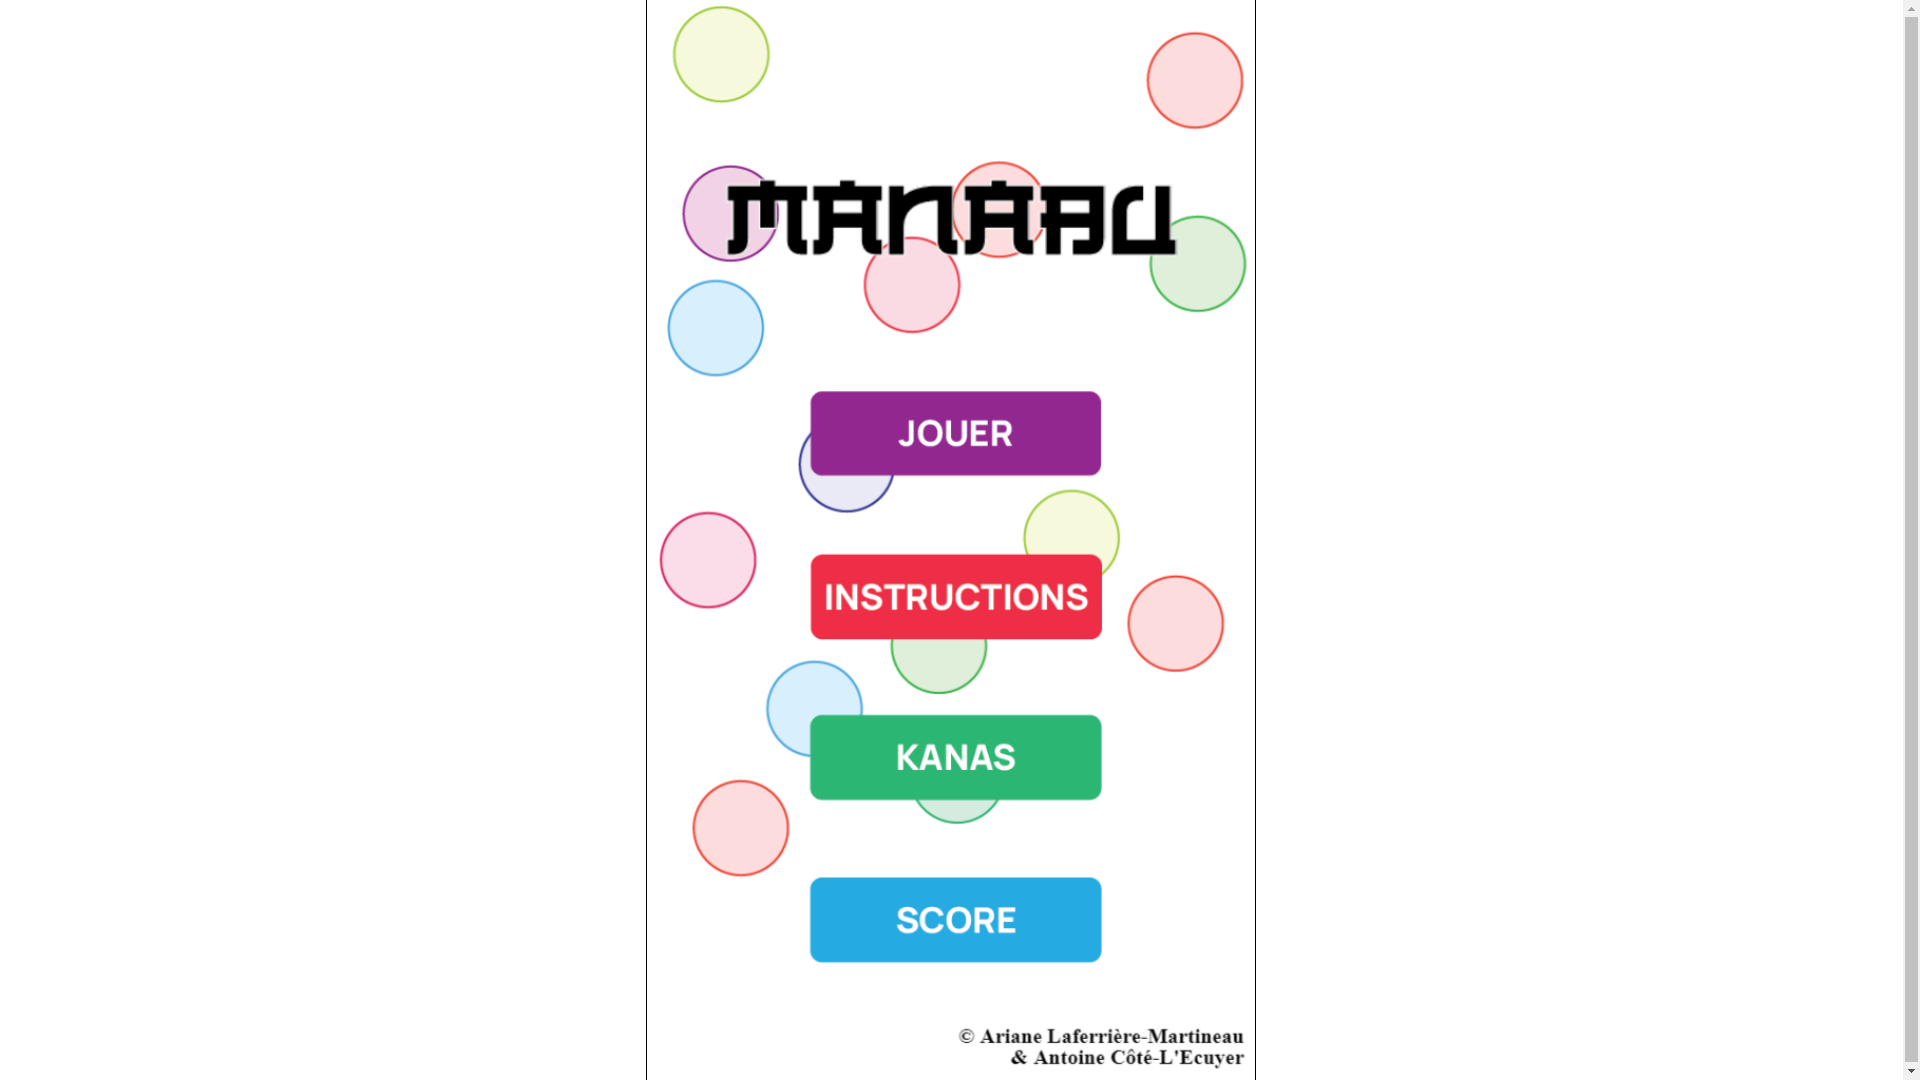 MANABU
JOUER
INSTRUCTIONS
KANAS
SCORE
© Ariane Laferrière-Martineau
& Antoine Côté-L'Ecuyer